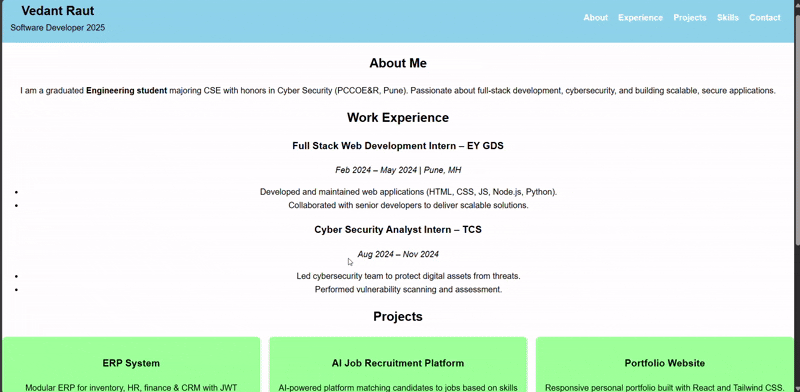 Vedant Raut
Software Developer 2025
About Experience Projects Skills Contact
About Me
I am a graduated Engineering student majoring CSE with honors in Cyber Security (PCCOE&R, Pune). Passionate about full-stack development, cybersecurity, and building scalable, secure applications.
Work Experience
Full Stack Web Development Intern – EY GDS
Feb 2024 – May 2024 | Pune, MH
Developed and maintained web applications (HTML, CSS, JS, Node.js, Python).
Collaborated with senior developers to deliver scalable solutions.
Cyber Security Analyst Intern – TCS
Aug 2024 – Nov 2024
Led cybersecurity team to protect digital assets from threats.
Performed vulnerability scanning and assessment.
Projects
ERP System
Modular ERP for inventory, HR, finance & CRM with JWT
AI Job Recruitment Platform
AI-powered platform matching candidates to jobs based on skills
Portfolio Website
Responsive personal portfolio built with React and Tailwind CSS.